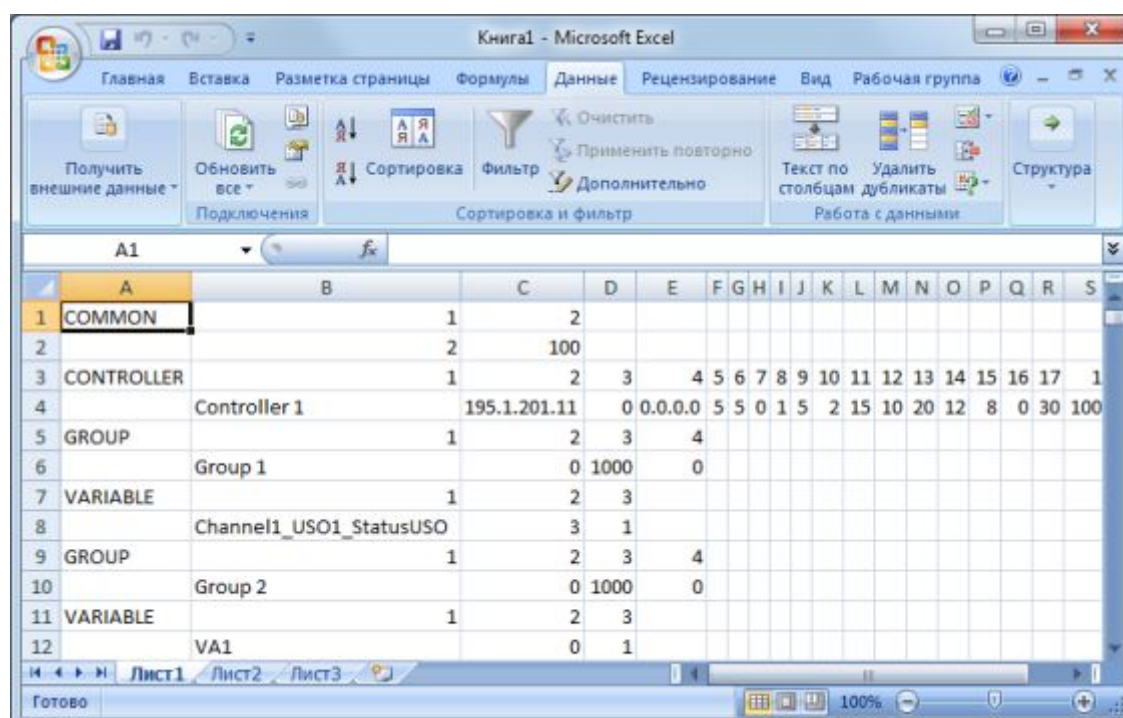 Книга1 - Microsoft Excel
Главная Вставка Разметка страницы Формулы Данные Рецензирование Вид Рабочая группа
Получить внешние данные
Обновить все
Сортировка
Фильтр
Очистить
Применить повторно
Дополнительно
Текст по столбцам
Удалить дубликаты
Структура
Подключения Сортировка и фильтр Работа с данными
A1 fx
A B C D E F G H I J K L M N O P Q R S
1 COMMON 1 2
2 2 100
3 CONTROLLER 1 2 3 4 5 6 7 8 9 10 11 12 13 14 15 16 17 1
4 Controller 1 195.1.201.11 0 0.0.0.0 5 5 0 1 5 2 15 10 20 12 8 0 30 100
5 GROUP 1 2 3 4
6 Group 1 0 1000 0
7 VARIABLE 1 2 3
8 Channel1_USO1_StatusUSO 3 1
9 GROUP 1 2 3 4
10 Group 2 0 1000 0
11 VARIABLE 1 2 3
12 VA1 0 1
Лист1 Лист2 Лист3
Готово 100%